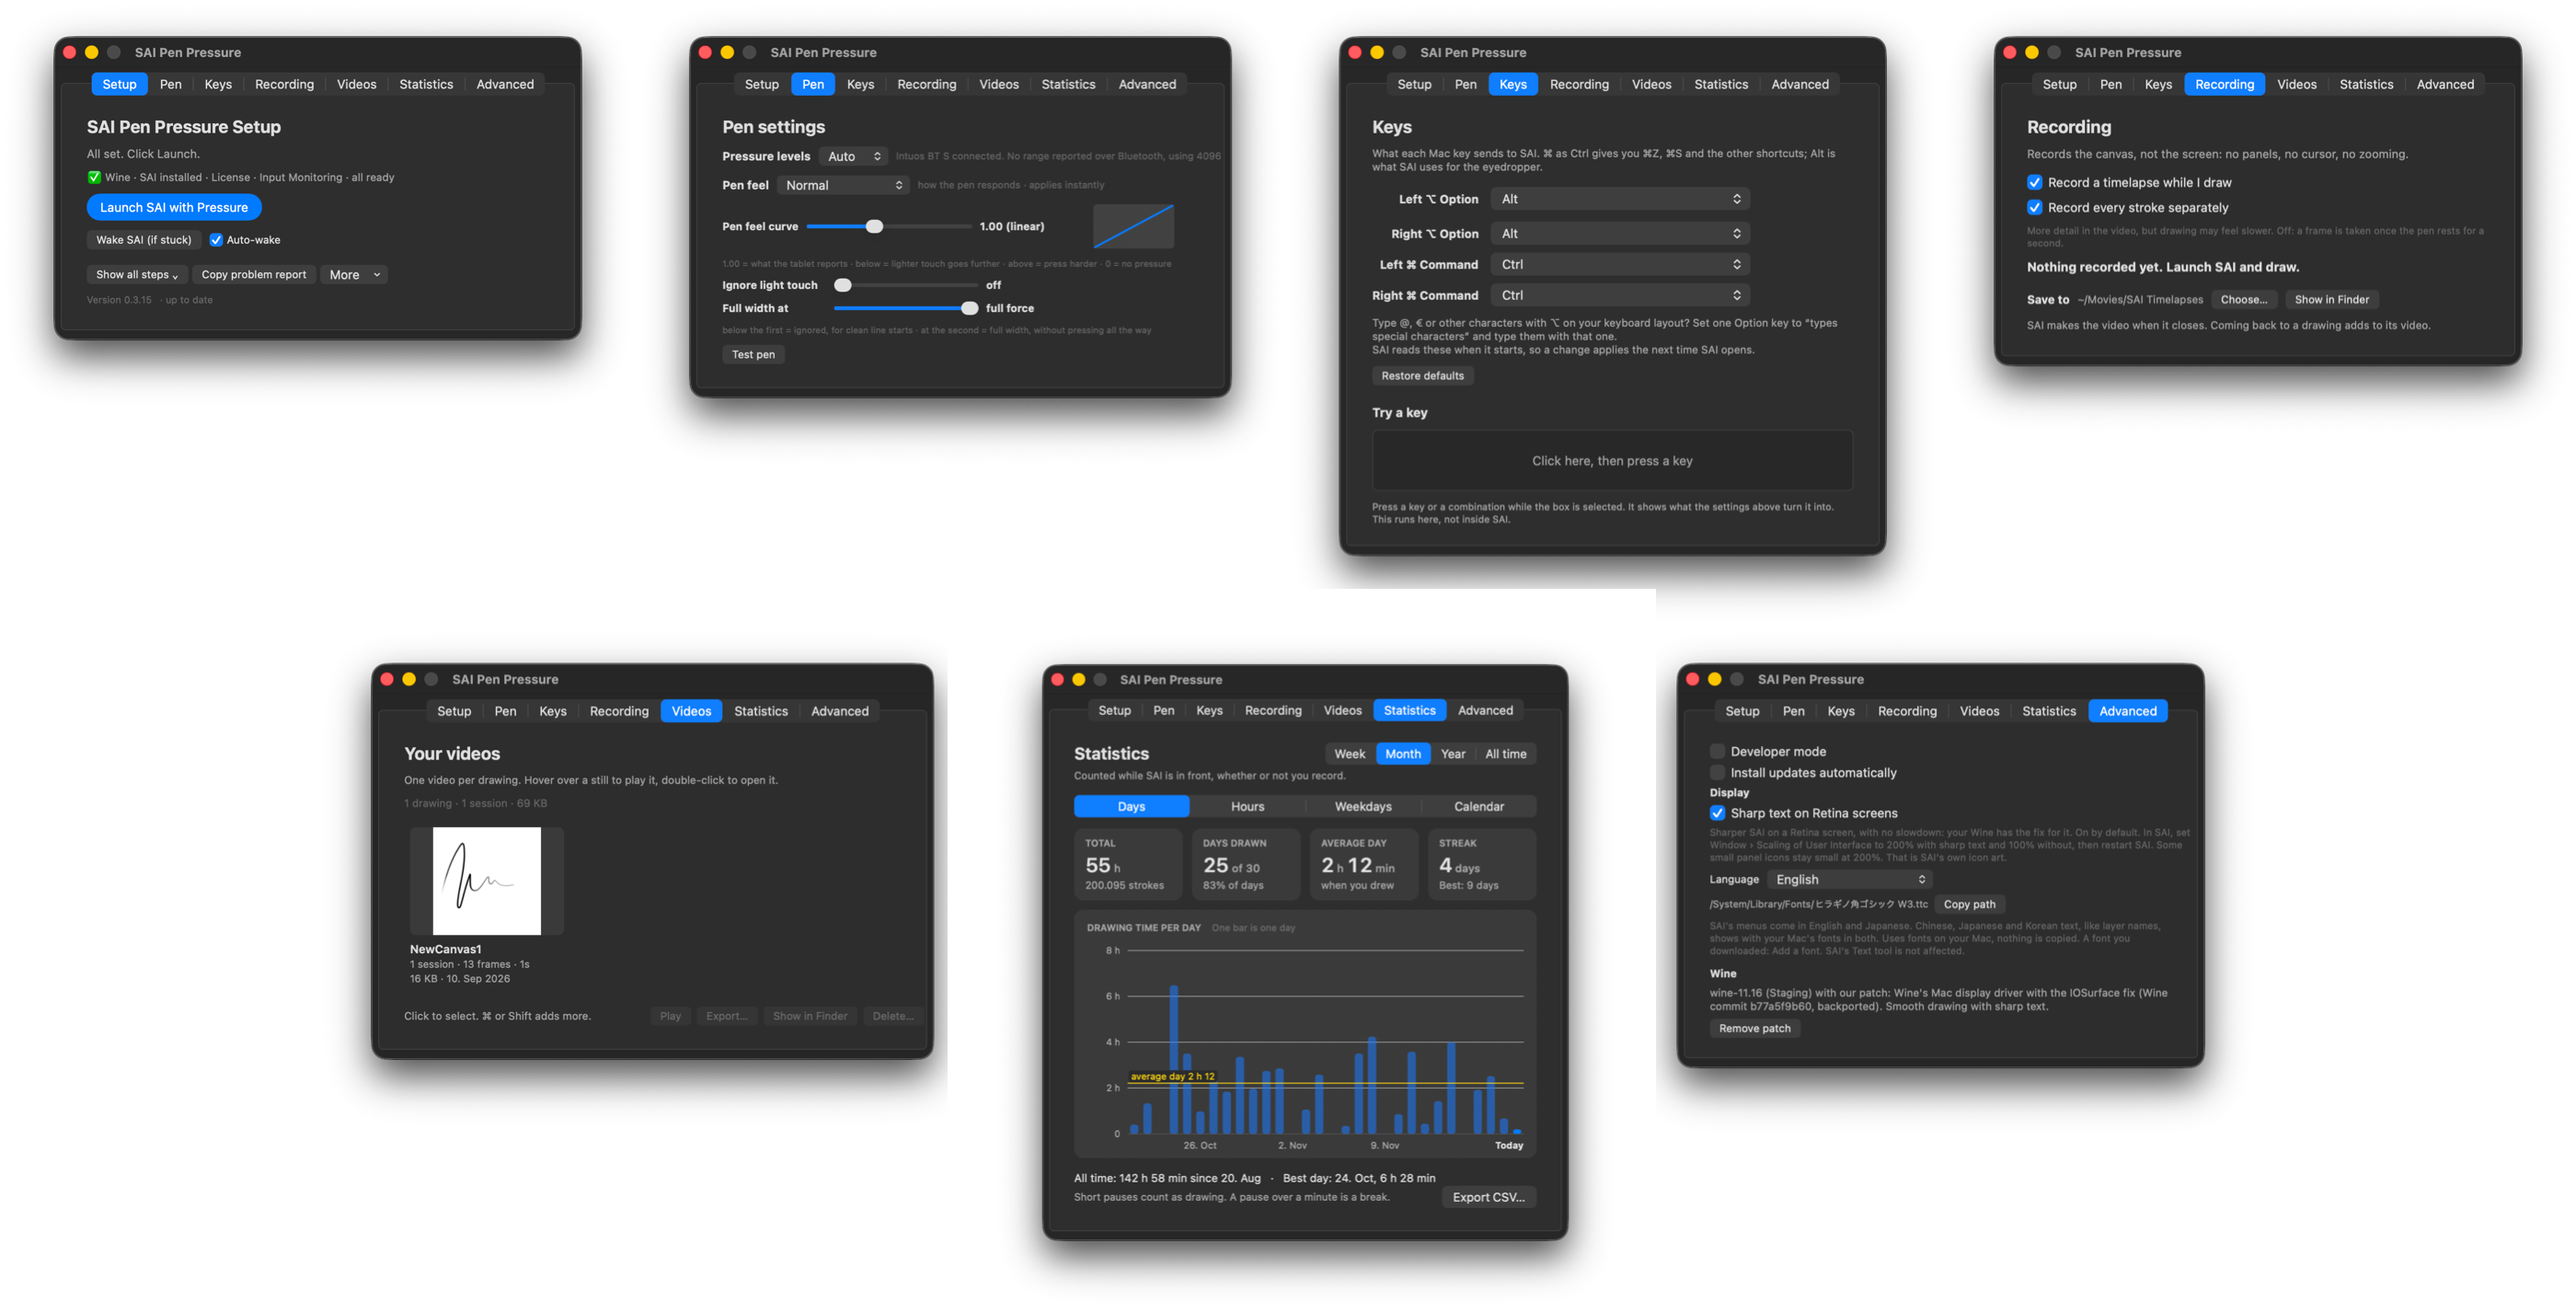 SAI Pen Pressure
Setup Pen Keys Recording Videos Statistics Advanced
SAI Pen Pressure Setup
All set. Click Launch.
Wine · SAI installed · License · Input Monitoring · all ready
Launch SAI with Pressure
Wake SAI (if stuck) Auto-wake
Show all steps Copy problem report More
Version 0.3.15 · up to date
SAI Pen Pressure
Setup Pen Keys Recording Videos Statistics Advanced
Pen settings
Pressure levels Auto Intuos BT S connected. No range reported over Bluetooth, using 4096
Pen feel Normal how the pen responds · applies instantly
Pen feel curve 1.00 (linear)
1.00 = what the tablet reports · below = lighter touch goes further · above = press harder · 0 = no pressure
Ignore light touch off
Full width at full force
below the first = ignored, for clean line starts · at the second = full width, without pressing all the way
Test pen
SAI Pen Pressure
Setup Pen Keys Recording Videos Statistics Advanced
Keys
What each Mac key sends to SAI. ⌘ as Ctrl gives you ⌘Z, ⌘S and the other shortcuts; Alt is
what SAI uses for the eyedropper.
Left ⌥ Option Alt
Right ⌥ Option Alt
Left ⌘ Command Ctrl
Right ⌘ Command Ctrl
Type @, € or other characters with ⌥ on your keyboard layout? Set one Option key to “types
special characters” and type them with that one.
SAI reads these when it starts, so a change applies the next time SAI opens.
Restore defaults
Try a key
Click here, then press a key
Press a key or a combination while the box is selected. It shows what the settings above turn it into.
This runs here, not inside SAI.
SAI Pen Pressure
Setup Pen Keys Recording Videos Statistics Advanced
Recording
Records the canvas, not the screen: no panels, no cursor, no zooming.
Record a timelapse while I draw
Record every stroke separately
More detail in the video, but drawing may feel slower. Off: a frame is taken once the pen rests for a
second.
Nothing recorded yet. Launch SAI and draw.
Save to ~/Movies/SAI Timelapses Choose... Show in Finder
SAI makes the video when it closes. Coming back to a drawing adds to its video.
SAI Pen Pressure
Setup Pen Keys Recording Videos Statistics Advanced
Your videos
One video per drawing. Hover over a still to play it, double-click to open it.
1 drawing · 1 session · 69 KB
NewCanvas1
1 session · 13 frames · 1s
16 KB · 10. Sep 2026
Click to select. ⌘ or Shift adds more. Play Export... Show in Finder Delete...
SAI Pen Pressure
Setup Pen Keys Recording Videos Statistics Advanced
Statistics Week Month Year All time
Counted while SAI is in front, whether or not you record.
Days Hours Weekdays Calendar
TOTAL
55 h
200.095 strokes
DAYS DRAWN
25 of 30
83% of days
AVERAGE DAY
2 h 12 min
when you drew
STREAK
4 days
Best: 9 days
DRAWING TIME PER DAY One bar is one day
8 h
6 h
4 h
average day 2 h 12
2 h
0
26. Oct 2. Nov 9. Nov Today
All time: 142 h 58 min since 20. Aug · Best day: 24. Oct, 6 h 28 min
Short pauses count as drawing. A pause over a minute is a break. Export CSV...
SAI Pen Pressure
Setup Pen Keys Recording Videos Statistics Advanced
Developer mode
Install updates automatically
Display
Sharp text on Retina screens
Sharper SAI on a Retina screen, with no slowdown: your Wine has the fix for it. On by default. In SAI, set
Window › Scaling of User Interface to 200% with sharp text and 100% without, then restart SAI. Some
small panel icons stay small at 200%. That is SAI's own icon art.
Language English
/System/Library/Fonts/ヒラギノ角ゴシック W3.ttc Copy path
SAI's menus come in English and Japanese. Chinese, Japanese and Korean text, like layer names,
shows with your Mac's fonts in both. Uses fonts on your Mac, nothing is copied. A font you
downloaded: Add a font. SAI's Text tool is not affected.
Wine
wine-11.16 (Staging) with our patch: Wine's Mac display driver with the IOSurface fix (Wine
commit b77a5f9b60, backported). Smooth drawing with sharp text.
Remove patch